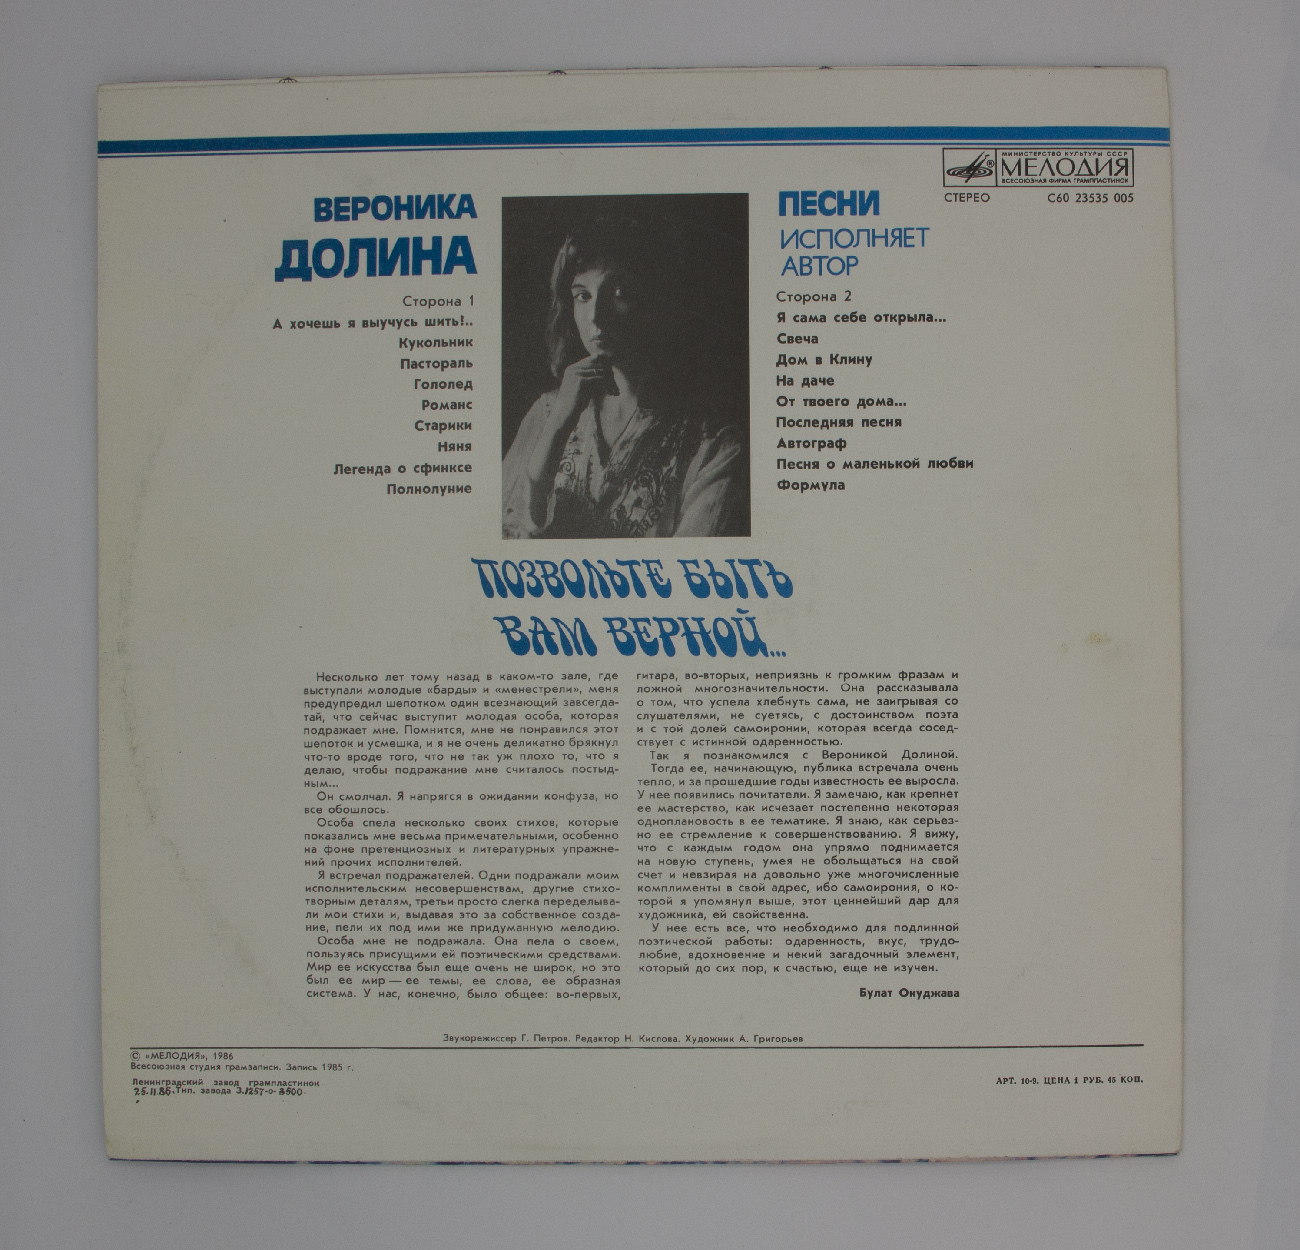 МИНИСТЕРСТВО КУЛЬТУРЫ СССР
МЕЛОДИЯ
ВСЕСОЮЗНАЯ ФИРМА ГРАМПЛАСТИНОК
СТЕРЕО С60 23535 005
ВЕРОНИКА
ДОЛИНА
Сторона 1
А хочешь я выучусь шить!..
Кукольник
Пастораль
Гололед
Романс
Старики
Няня
Легенда о сфинксе
Полнолуние
ПЕСНИ
ИСПОЛНЯЕТ
АВТОР
Сторона 2
Я сама себе открыла...
Свеча
Дом в Клину
На даче
От твоего дома...
Последняя песня
Автограф
Песня о маленькой любви
Формула
ПОЗВОЛЬТЕ БЫТЬ
ВАМ ВЕРНОЙ...
Несколько лет тому назад в каком-то зале, где
выступали молодые «барды» и «менестрели», меня
предупредил шепотком один всезнающий завсегда-
тай, что сейчас выступит молодая особа, которая
подражает мне. Помнится, мне не понравился этот
шепоток и усмешка, и я не очень деликатно брякнул
что-то вроде того, что не так уж плохо то, что я
делаю, чтобы подражание мне считалось постыд-
ным...
Он смолчал. Я напрягся в ожидании конфуза, но
все обошлось.
Особа спела несколько своих стихов, которые
показались мне весьма примечательными, особенно
на фоне претенциозных и литературных упражне-
ний прочих исполнителей.
Я встречал подражателей. Одни подражали моим
исполнительским несовершенствам, другие стихо-
творным деталям, третьи просто слегка переделыва-
ли мои стихи и, выдавая это за собственное созда-
ние, пели их под ими же придуманную мелодию.
Особа мне не подражала. Она пела о своем,
пользуясь присущими ей поэтическими средствами.
Мир ее искусства был еще очень не широк, но это
был ее мир — ее темы, ее слова, ее образная
система. У нас, конечно, было общее: во-первых,
гитара, во-вторых, неприязнь к громким фразам и
ложной многозначительности. Она рассказывала
о том, что успела хлебнуть сама, не заигрывая со
слушателями, не суетясь, с достоинством поэта
и с той долей самоиронии, которая всегда сосед-
ствует с истинной одаренностью.
Так я познакомился с Вероникой Долиной.
Тогда ее, начинающую, публика встречала очень
тепло, и за прошедшие годы известность ее выросла.
У нее появились почитатели. Я замечаю, как крепнет
ее мастерство, как исчезает постепенно некоторая
одноплановость в ее тематике. Я знаю, как серьез-
но ее стремление к совершенствованию. Я вижу,
что с каждым годом она упрямо поднимается
на новую ступень, умея не обольщаться на свой
счет и невзирая на довольно уже многочисленные
комплименты в свой адрес, ибо самоирония, о ко-
торой я упомянул выше, этот ценнейший дар для
художника, ей свойственна.
У нее есть все, что необходимо для подлинной
поэтической работы: одаренность, вкус, трудо-
любие, вдохновение и некий загадочный элемент,
который до сих пор, к счастью, еще не изучен.
Булат Окуджава
Звукорежиссер Г. Петров. Редактор Н. Кислова. Художник А. Григорьев
© «МЕЛОДИЯ», 1986
Всесоюзная студия грамзаписи. Запись 1985 г.
Ленинградский завод грампластинок
25.11.86. Тип. завода З.1257-0-3500
АРТ. 10-9. ЦЕНА 1 РУБ. 45 КОП.